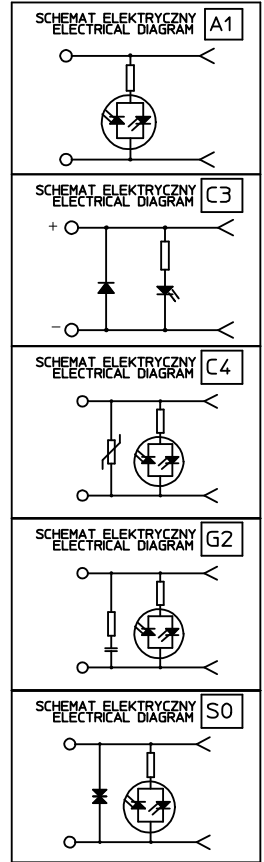 SCHEMAT ELEKTRYCZNY
ELECTRICAL DIAGRAM
A1
SCHEMAT ELEKTRYCZNY
ELECTRICAL DIAGRAM
C3
+
−
SCHEMAT ELEKTRYCZNY
ELECTRICAL DIAGRAM
C4
SCHEMAT ELEKTRYCZNY
ELECTRICAL DIAGRAM
G2
SCHEMAT ELEKTRYCZNY
ELECTRICAL DIAGRAM
S0